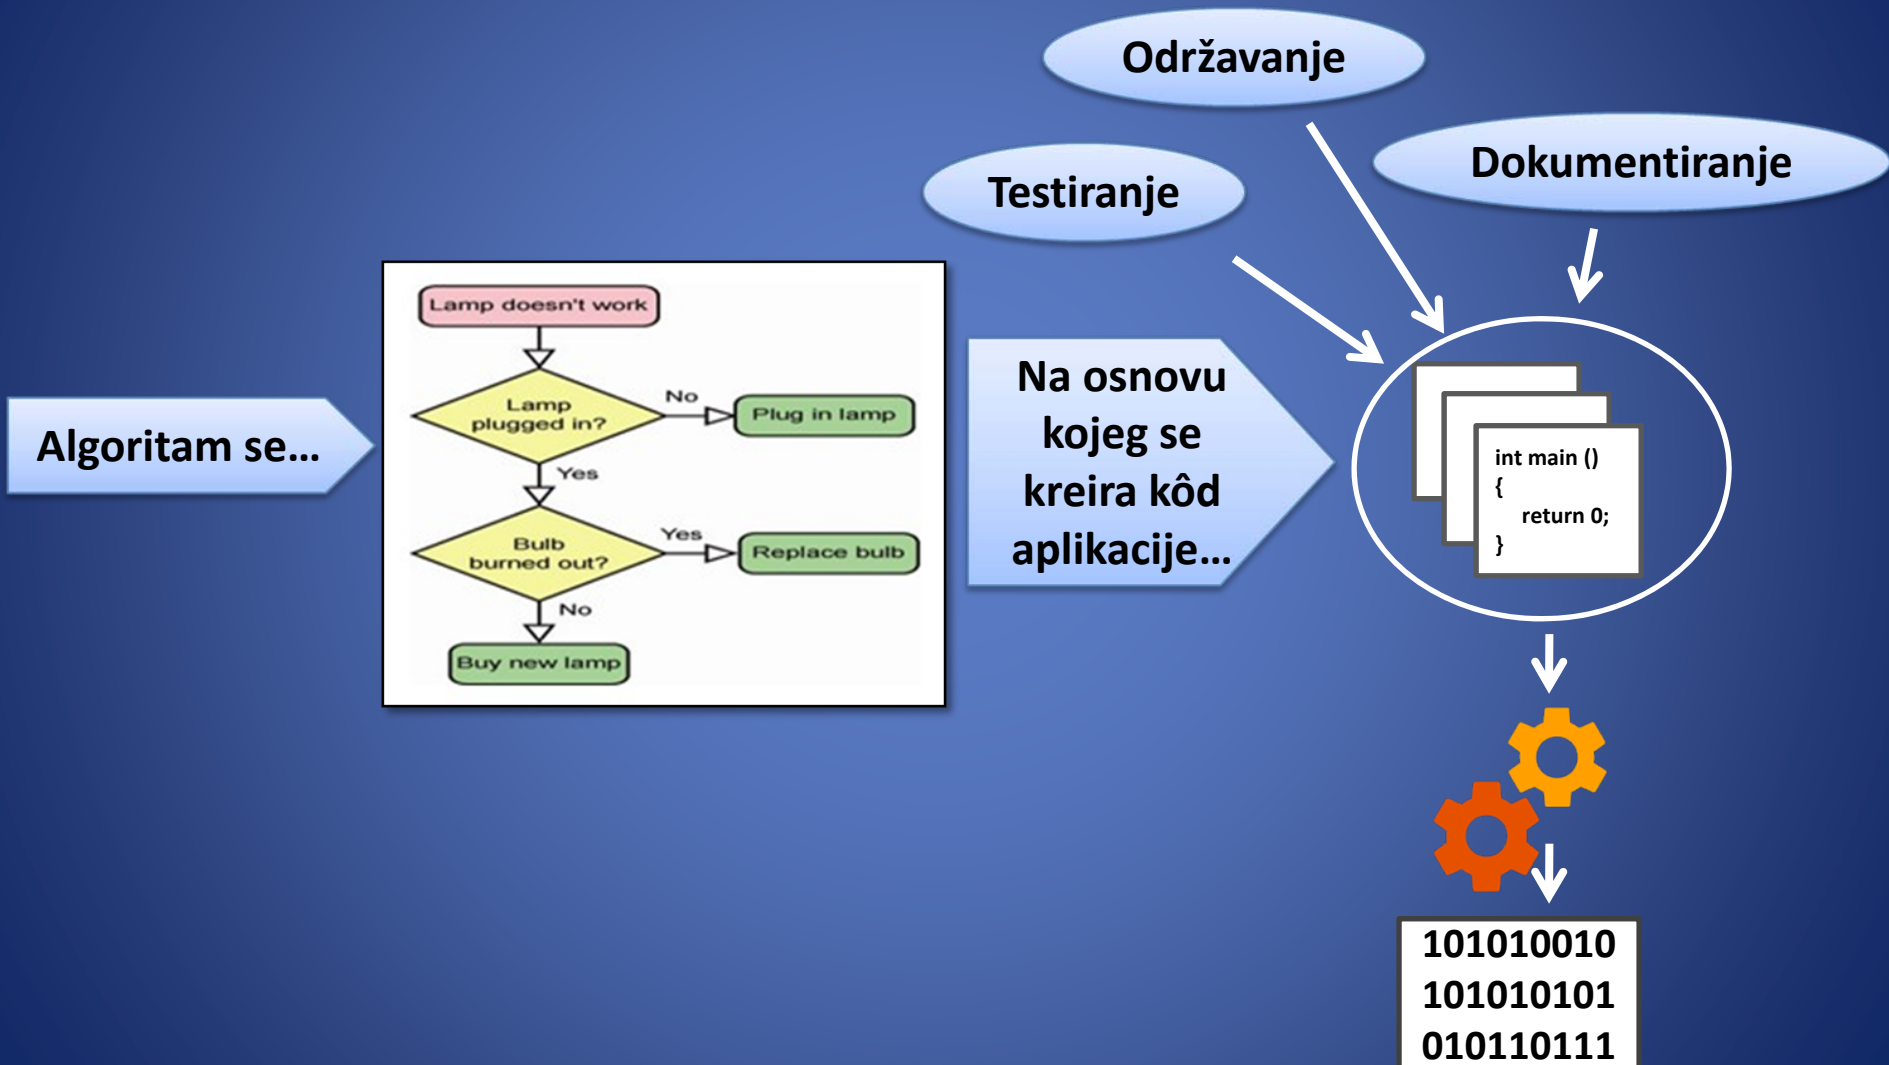 Održavanje
Dokumentiranje
Testiranje
Algoritam se...
Lamp doesn't work
Lamp
plugged in?
No
Plug in lamp
Yes
Bulb
burned out?
Yes
Replace bulb
No
Buy new lamp
Na osnovu
kojeg se
kreira kôd
aplikacije...
int main ()
{
return 0;
}
101010010
101010101
010110111